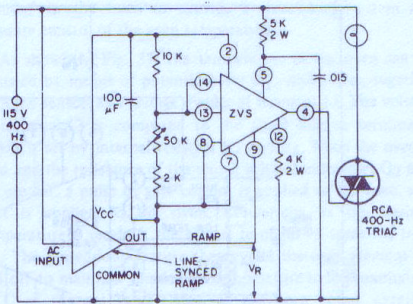 5 K
2 W
10 K
2
14
5
.015
115 V
400
Hz
100
µF
13
ZVS
4
50 K
8
12
7
9
4 K
2 W
2 K
RCA
400-Hz
TRIAC
VCC
AC
INPUT
OUT
RAMP
COMMON
LINE-
SYNCED
RAMP
VR